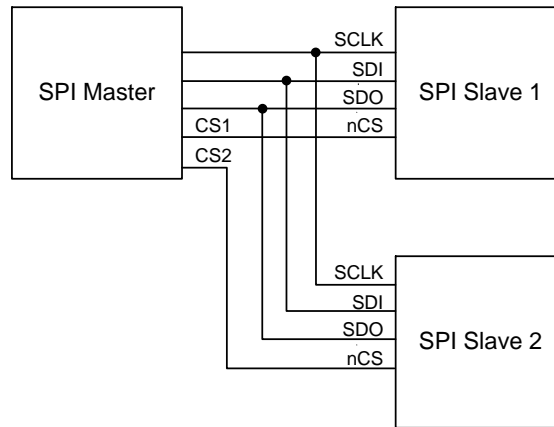 SCLK
SDI
SPI Master
SDO
SPI Slave 1
CS1
nCS
CS2
SCLK
SDI
SDO
SPI Slave 2
nCS